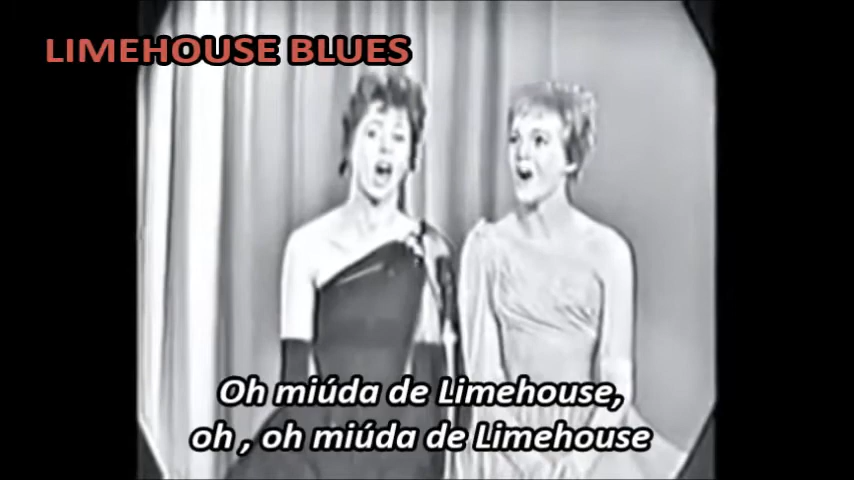 LIMEHOUSE BLUES
Oh miúda de Limehouse,
oh , oh miúda de Limehouse